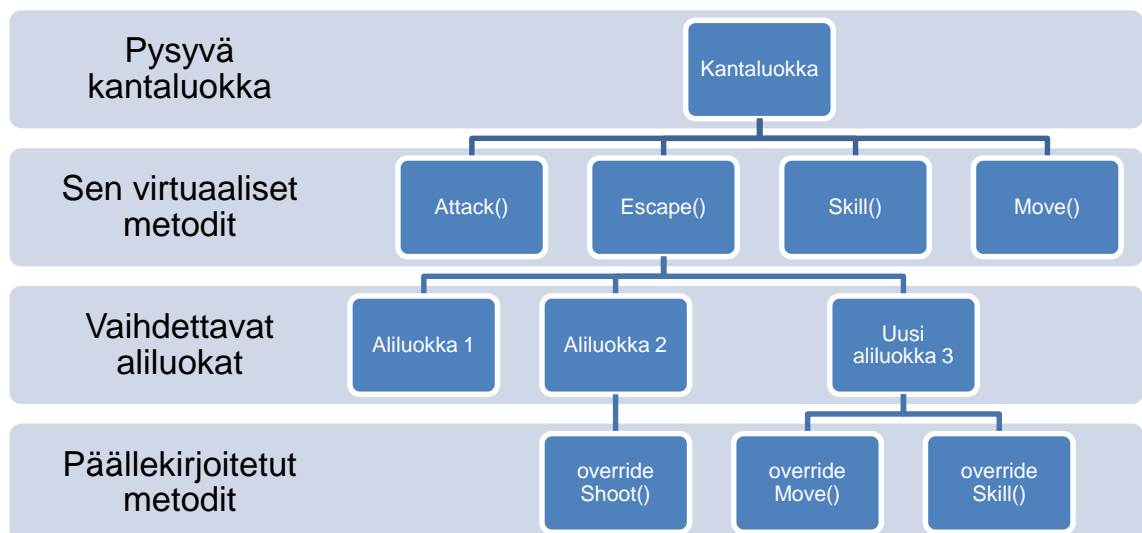 Pysyvä
kantaluokka
Kantaluokka
Sen virtuaaliset
metodit
Attack()
Escape()
Skill()
Move()
Vaihdettavat
aliluokat
Aliluokka 1
Aliluokka 2
Uusi
aliluokka 3
Päällekirjoitetut
metodit
override
Shoot()
override
Move()
override
Skill()